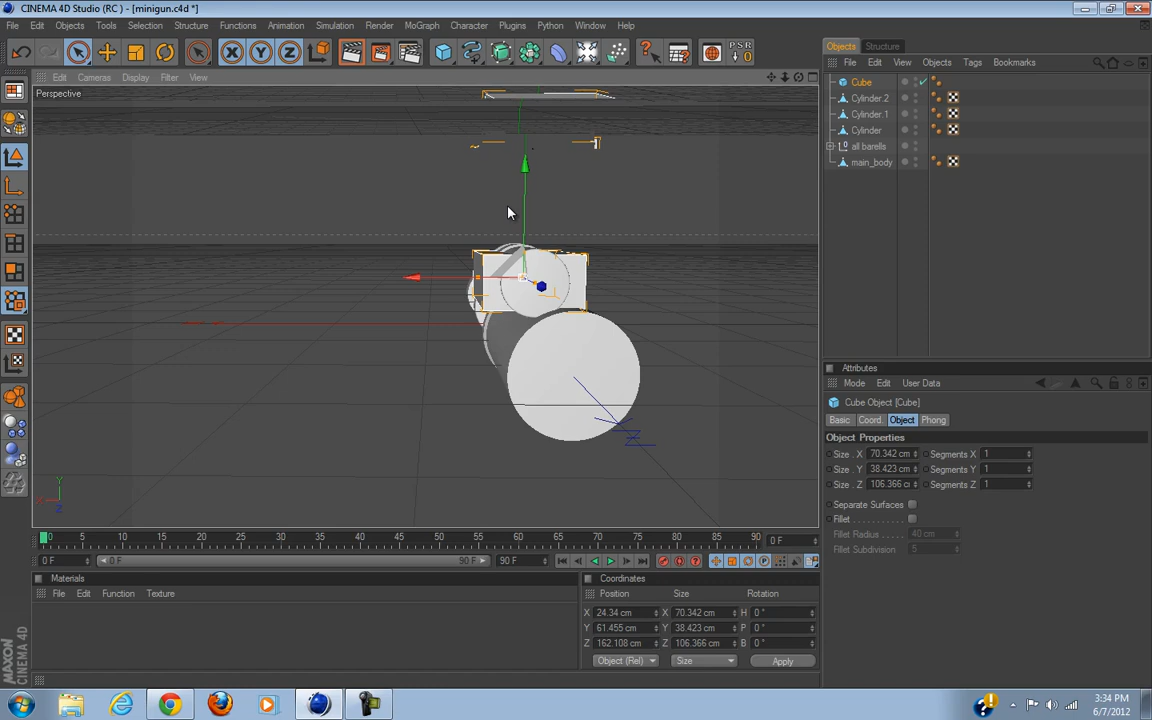 CINEMA 4D Studio (RC ) - [minigun.c4d *]
File Edit Objects Tools Selection Structure Functions Animation Simulation Render MoGraph Character Plugins Python Window Help
X Y Z PSR
Objects Structure
File Edit View Objects Tags Bookmarks
Edit Cameras Display Filter View
Perspective
Cube
Cylinder.2
Cylinder.1
Cylinder
all barells
main_body
Attributes
Mode Edit User Data
Cube Object [Cube]
Basic Coord Object Phong
Object Properties
Size . X 70.342 cm Segments X 1
Size . Y 38.423 cm Segments Y 1
Size . Z 106.366 c Segments Z 1
Separate Surfaces
Fillet
Fillet Radius 40 cm
Fillet Subdivision 5
Z
Y
X
Z
0 5 10 15 20 25 30 35 40 45 50 55 60 65 70 75 80 85 90 0 F
0 F 0 F 90 F 90 F
Materials
File Edit Function Texture
Coordinates
Position Size Rotation
X 24.34 cm X 70.342 cm H 0 °
Y 61.455 cm Y 38.423 cm P 0 °
Z 162.108 cm Z 106.366 cm B 0 °
Object (Rel) Size Apply
MAXON
CINEMA 4D
3:34 PM
6/7/2012